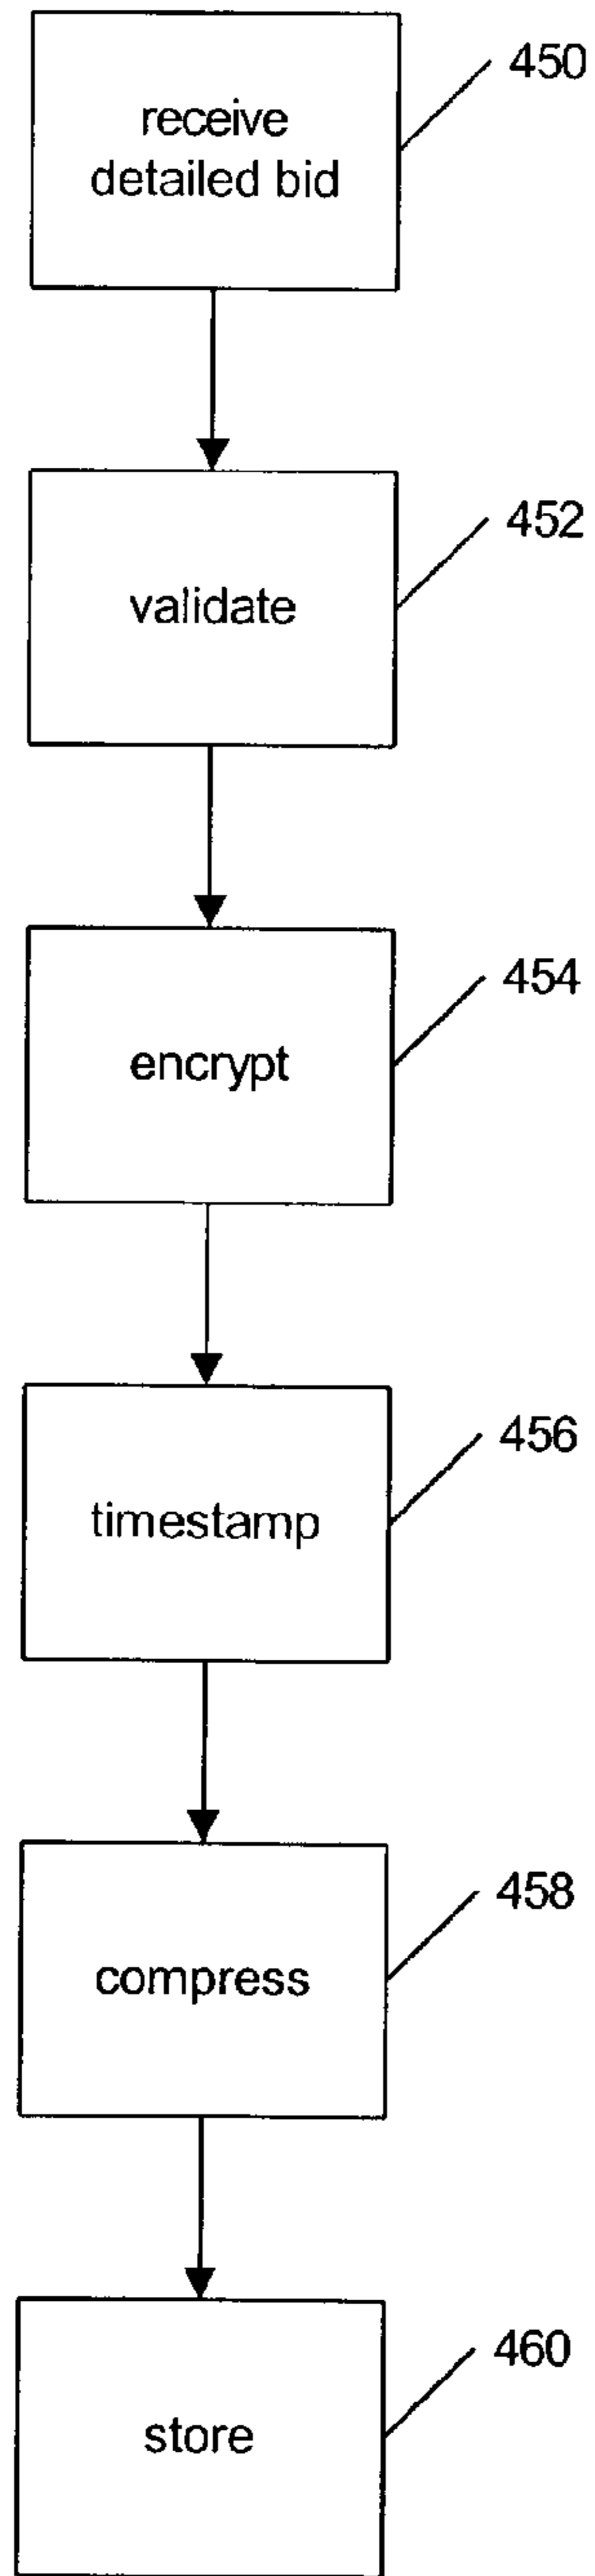 receive
detailed bid
450
validate
452
encrypt
454
timestamp
456
compress
458
store
460